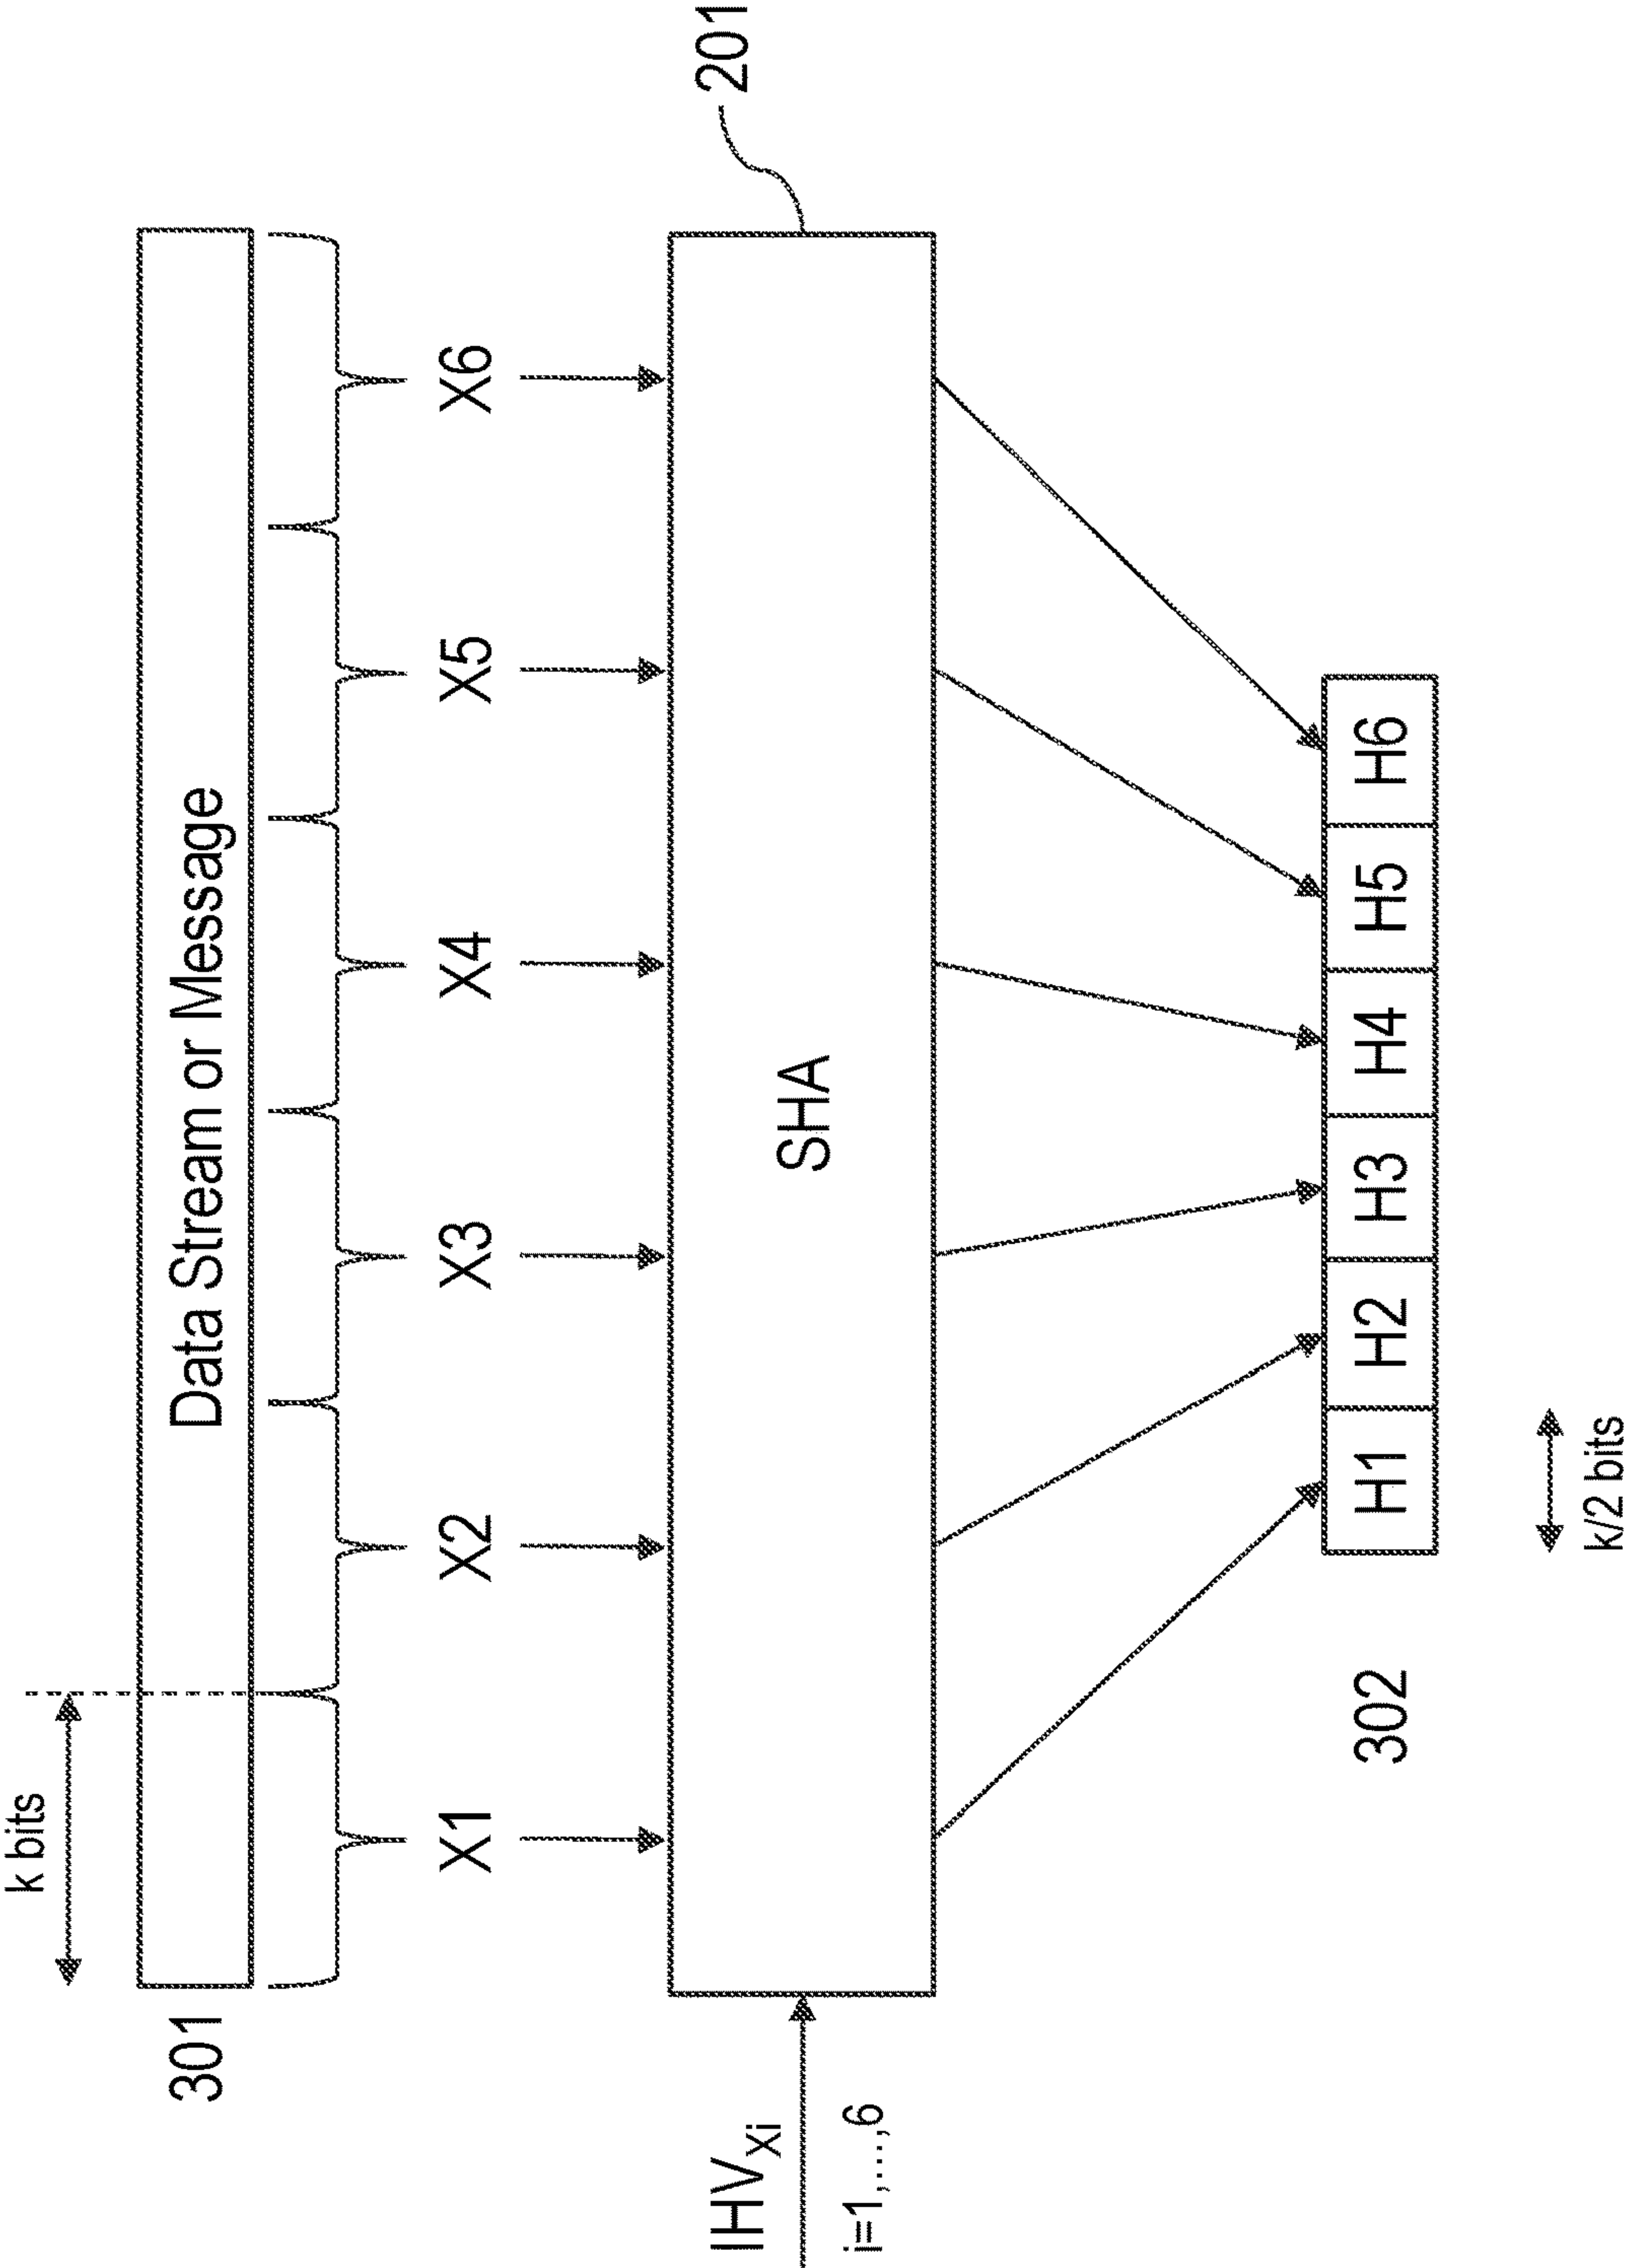 k bits
301
Data Stream or Message
X1 X2 X3 X4 X5 X6
IHVXi
i=1,...,6
SHA
201
302
H1 H2 H3 H4 H5 H6
k/2 bits